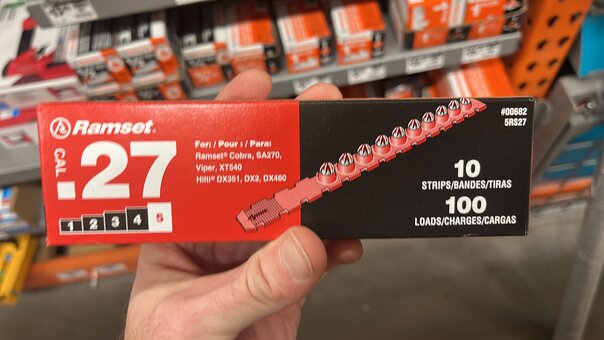 Ramset®
CAL
.27
1 2 3 4 5
For: / Pour : / Para:
Ramset® Cobra, SA270,
Viper, XT540
Hilti® DX351, DX2, DX460
#00682
5RS27
10
STRIPS/BANDES/TIRAS
100
LOADS/CHARGES/CARGAS